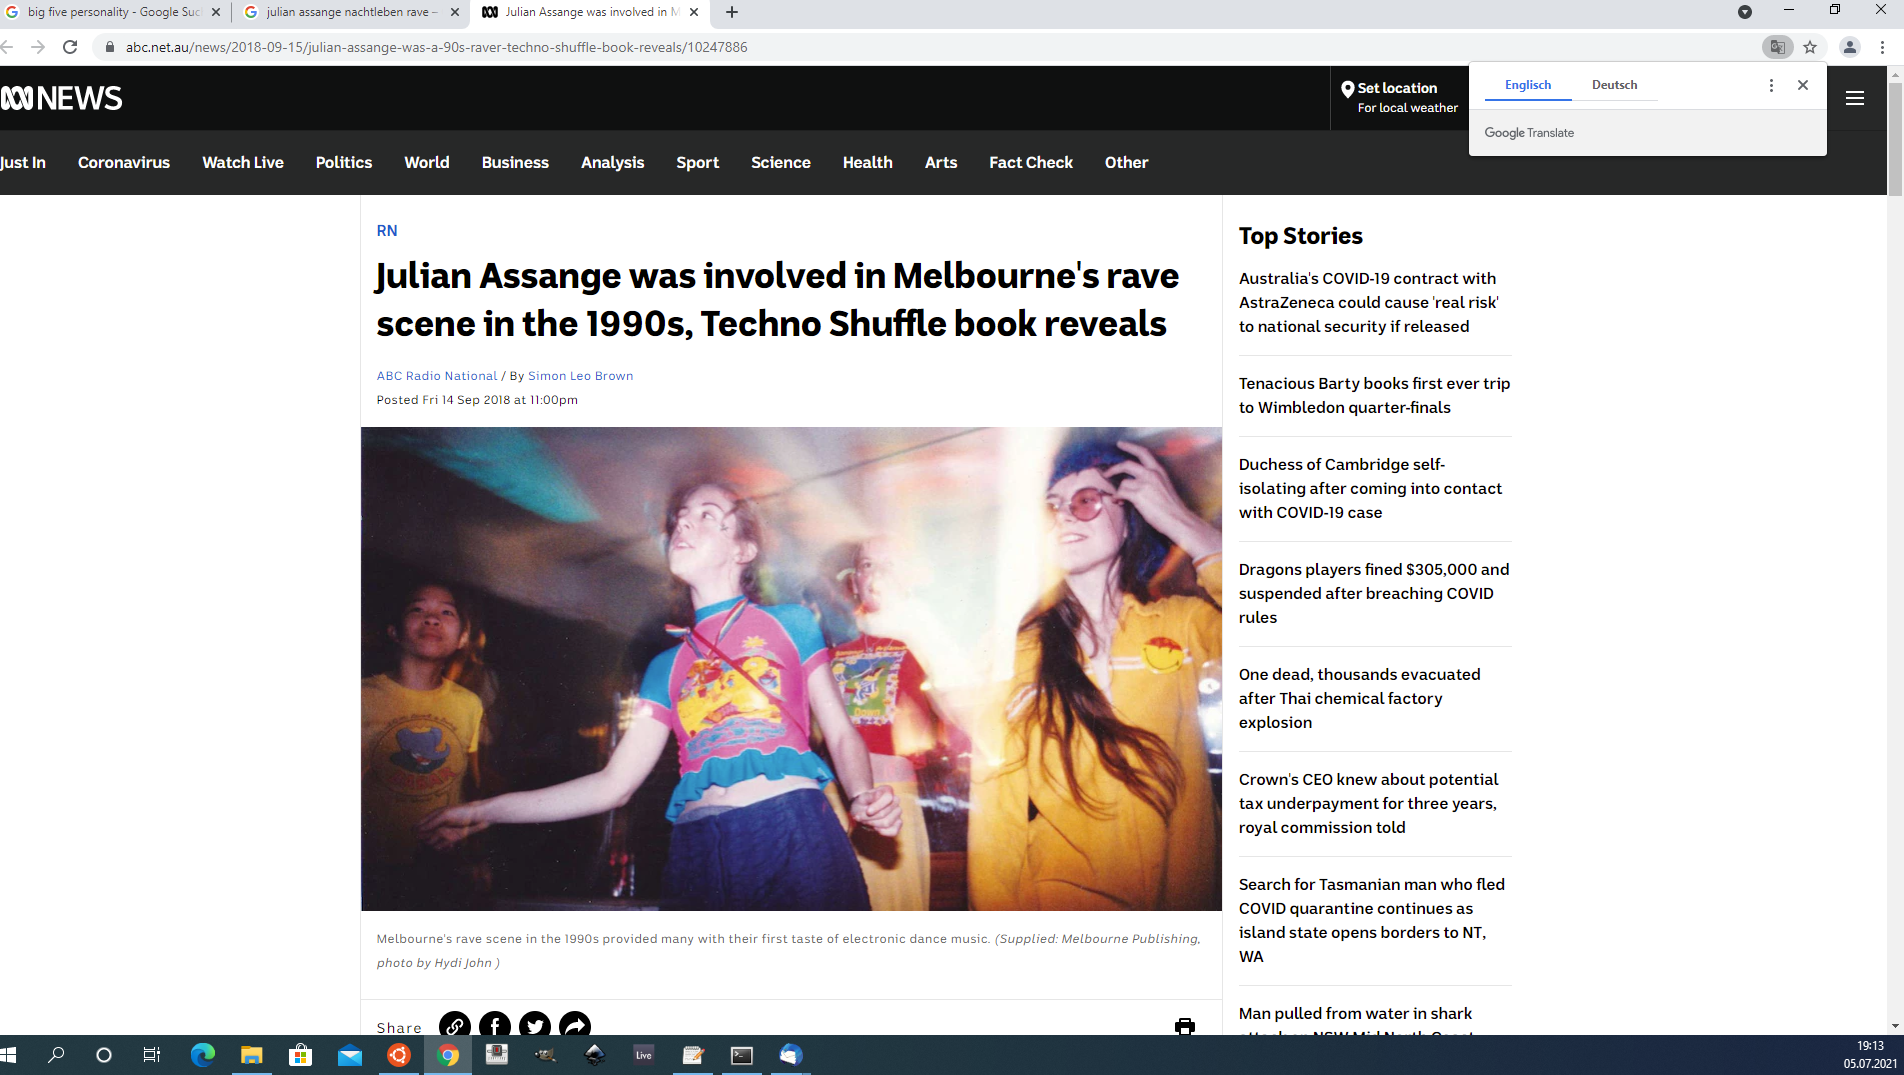 big five personality - Google Suc
julian assange nachtleben rave –
Julian Assange was involved in M
abc.net.au/news/2018-09-15/julian-assange-was-a-90s-raver-techno-shuffle-book-reveals/10247886
NEWS
Set location
For local weather
Englisch Deutsch
Google Translate
Just In Coronavirus Watch Live Politics World Business Analysis Sport Science Health Arts Fact Check Other
RN
Julian Assange was involved in Melbourne's rave
scene in the 1990s, Techno Shuffle book reveals
ABC Radio National / By Simon Leo Brown
Posted Fri 14 Sep 2018 at 11:00pm
Melbourne's rave scene in the 1990s provided many with their first taste of electronic dance music. (Supplied: Melbourne Publishing,
photo by Hydi John )
Share
Top Stories
Australia's COVID-19 contract with
AstraZeneca could cause 'real risk'
to national security if released
Tenacious Barty books first ever trip
to Wimbledon quarter-finals
Duchess of Cambridge self-
isolating after coming into contact
with COVID-19 case
Dragons players fined $305,000 and
suspended after breaching COVID
rules
One dead, thousands evacuated
after Thai chemical factory
explosion
Crown's CEO knew about potential
tax underpayment for three years,
royal commission told
Search for Tasmanian man who fled
COVID quarantine continues as
island state opens borders to NT,
WA
Man pulled from water in shark
Live
19:13
05.07.2021